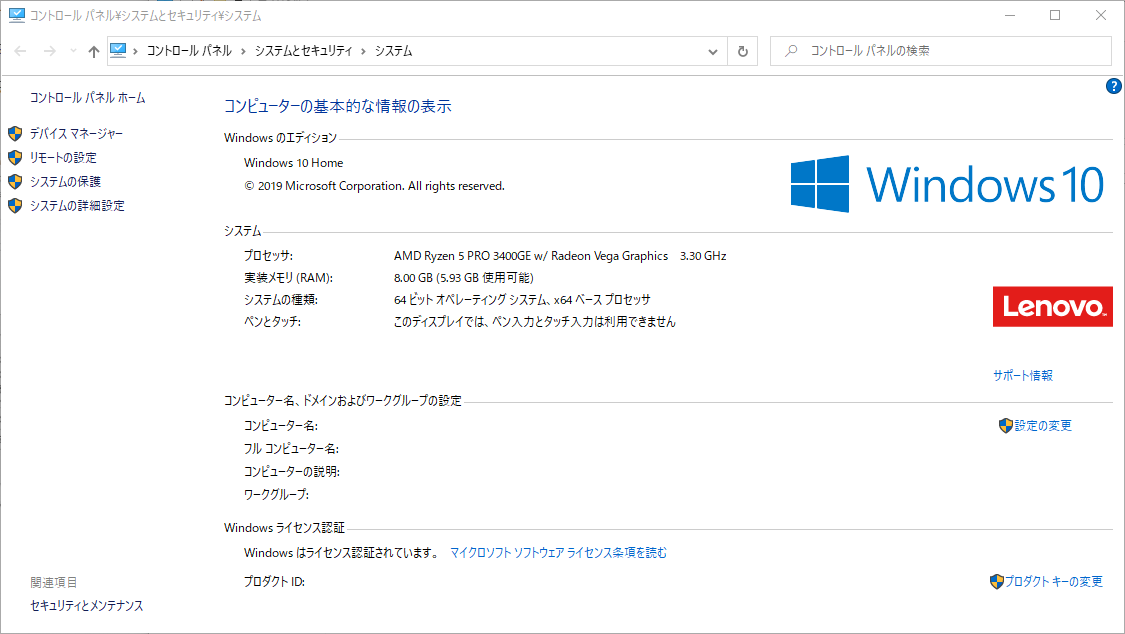 コントロール パネル¥システムとセキュリティ¥システム
コントロール パネル › システムとセキュリティ › システム
コントロール パネルの検索
?
コントロール パネル ホーム
デバイス マネージャー
リモートの設定
システムの保護
システムの詳細設定
コンピューターの基本的な情報の表示
Windows のエディション
Windows 10 Home
© 2019 Microsoft Corporation. All rights reserved.
Windows 10
システム
プロセッサ: AMD Ryzen 5 PRO 3400GE w/ Radeon Vega Graphics 3.30 GHz
実装メモリ (RAM): 8.00 GB (5.93 GB 使用可能)
システムの種類: 64 ビット オペレーティング システム、x64 ベース プロセッサ
ペンとタッチ: このディスプレイでは、ペン入力とタッチ入力は利用できません
Lenovo™
サポート情報
コンピューター名、ドメインおよびワークグループの設定
コンピューター名:
設定の変更
フル コンピューター名:
コンピューターの説明:
ワークグループ:
Windows ライセンス認証
Windows はライセンス認証されています。 マイクロソフト ソフトウェア ライセンス条項を読む
プロダクト ID:
プロダクト キーの変更
関連項目
セキュリティとメンテナンス